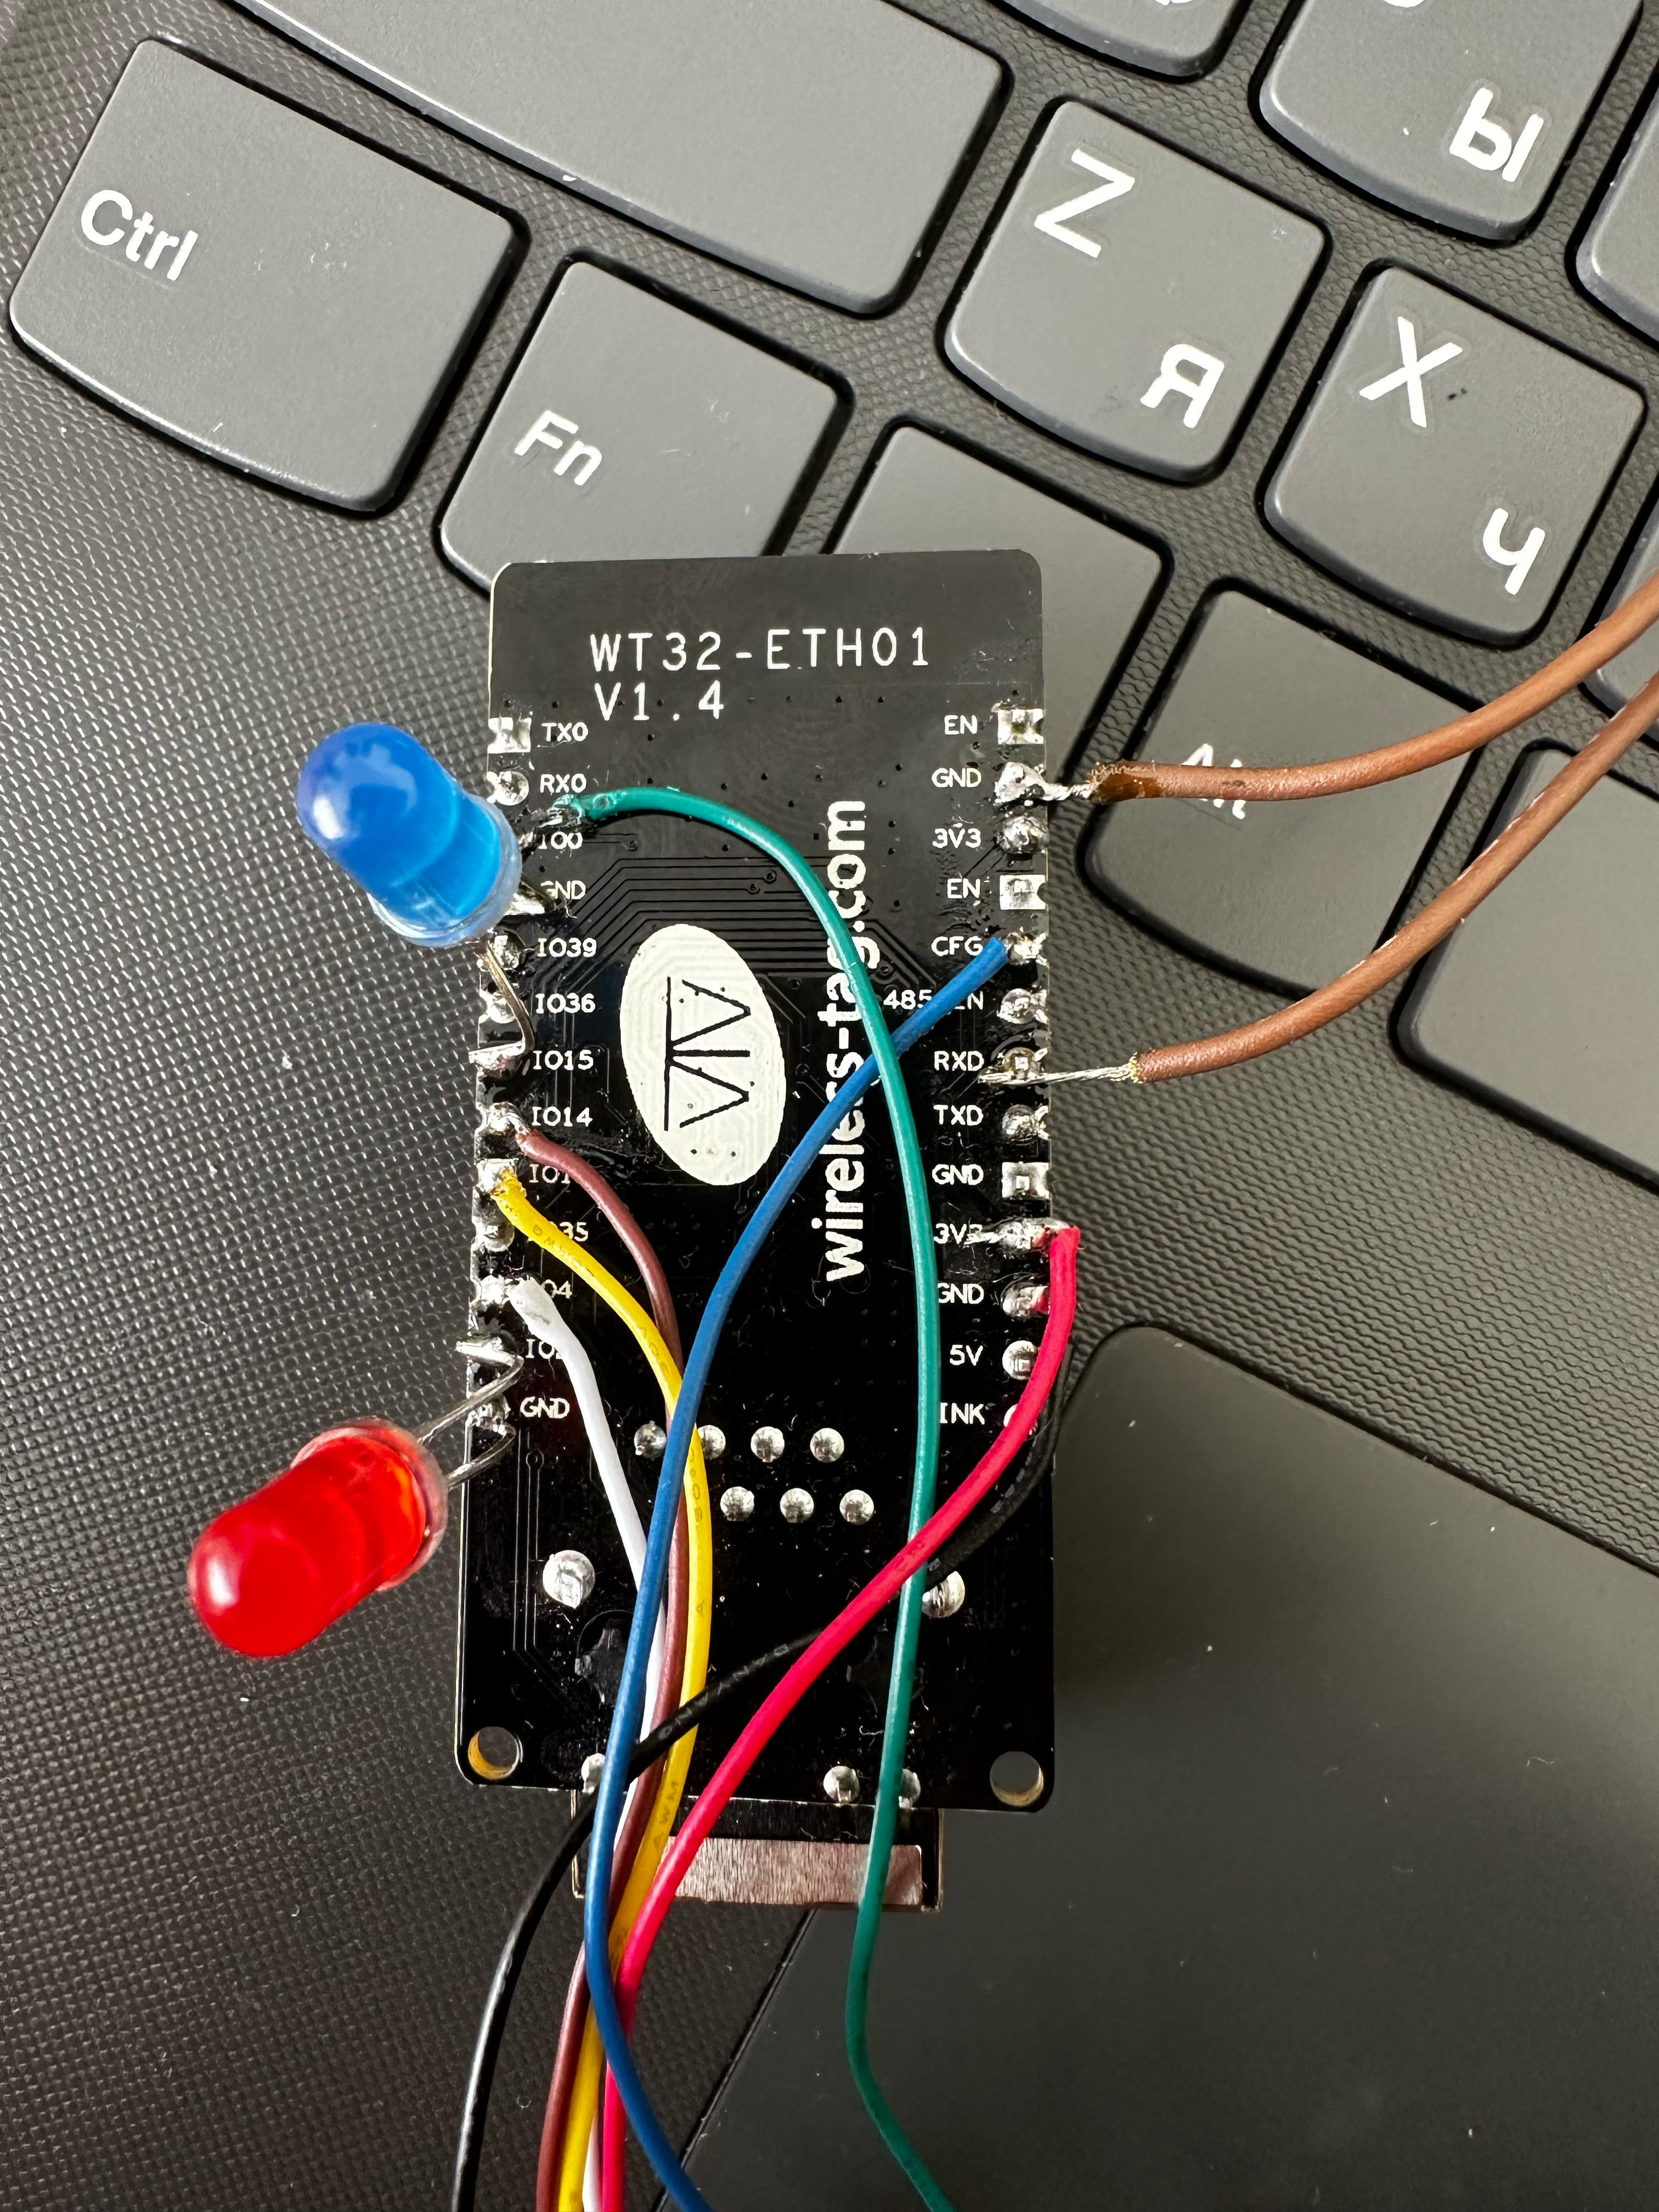 Ctrl
Fn
Z
Я
Ы
X
Ч
Alt
WT32-ETH01
V1.4
TX0
RX0
IO0
GND
IO39
IO36
IO15
IO14
GND
EN
GND
3V3
EN
CFG
485
RXD
TXD
GND
3V3
GND
5V
wireless-tag.com